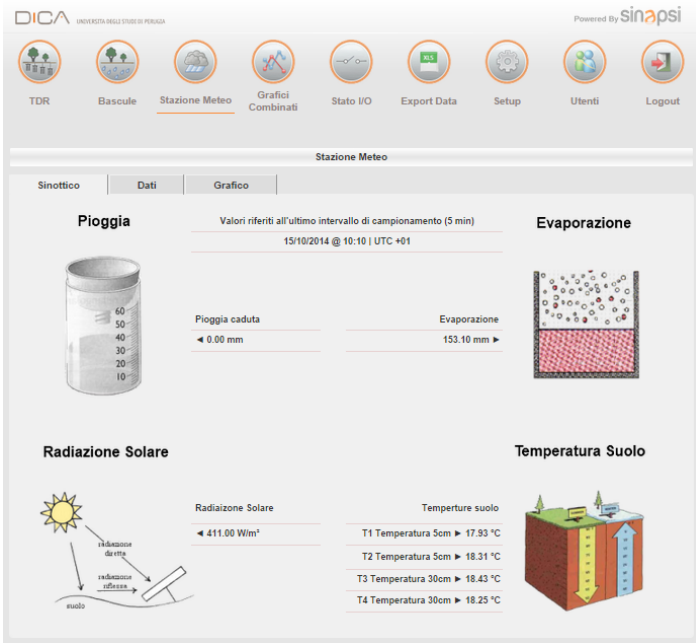 DICA UNIVERSITÀ DEGLI STUDI DI PERUGIA
Powered By sinapsi
XLS
TDR
Bascule
Stazione Meteo
Grafici
Combinati
Stato I/O
Export Data
Setup
Utenti
Logout
Stazione Meteo
Sinottico
Dati
Grafico
Pioggia
Valori riferiti all'ultimo intervallo di campionamento (5 min)
15/10/2014 @ 10:10 | UTC +01
Evaporazione
60
50
40
30
20
10
Pioggia caduta
◄ 0.00 mm
Evaporazione
153.10 mm ►
Radiazione Solare
Temperatura Suolo
radiazione
diretta
radiazione
riflessa
suolo
Radiaizone Solare
◄ 411.00 W/m²
Temperture suolo
T1 Temperatura 5cm ► 17.93 °C
T2 Temperatura 5cm ► 18.31 °C
T3 Temperatura 30cm ► 18.43 °C
T4 Temperatura 30cm ► 18.25 °C